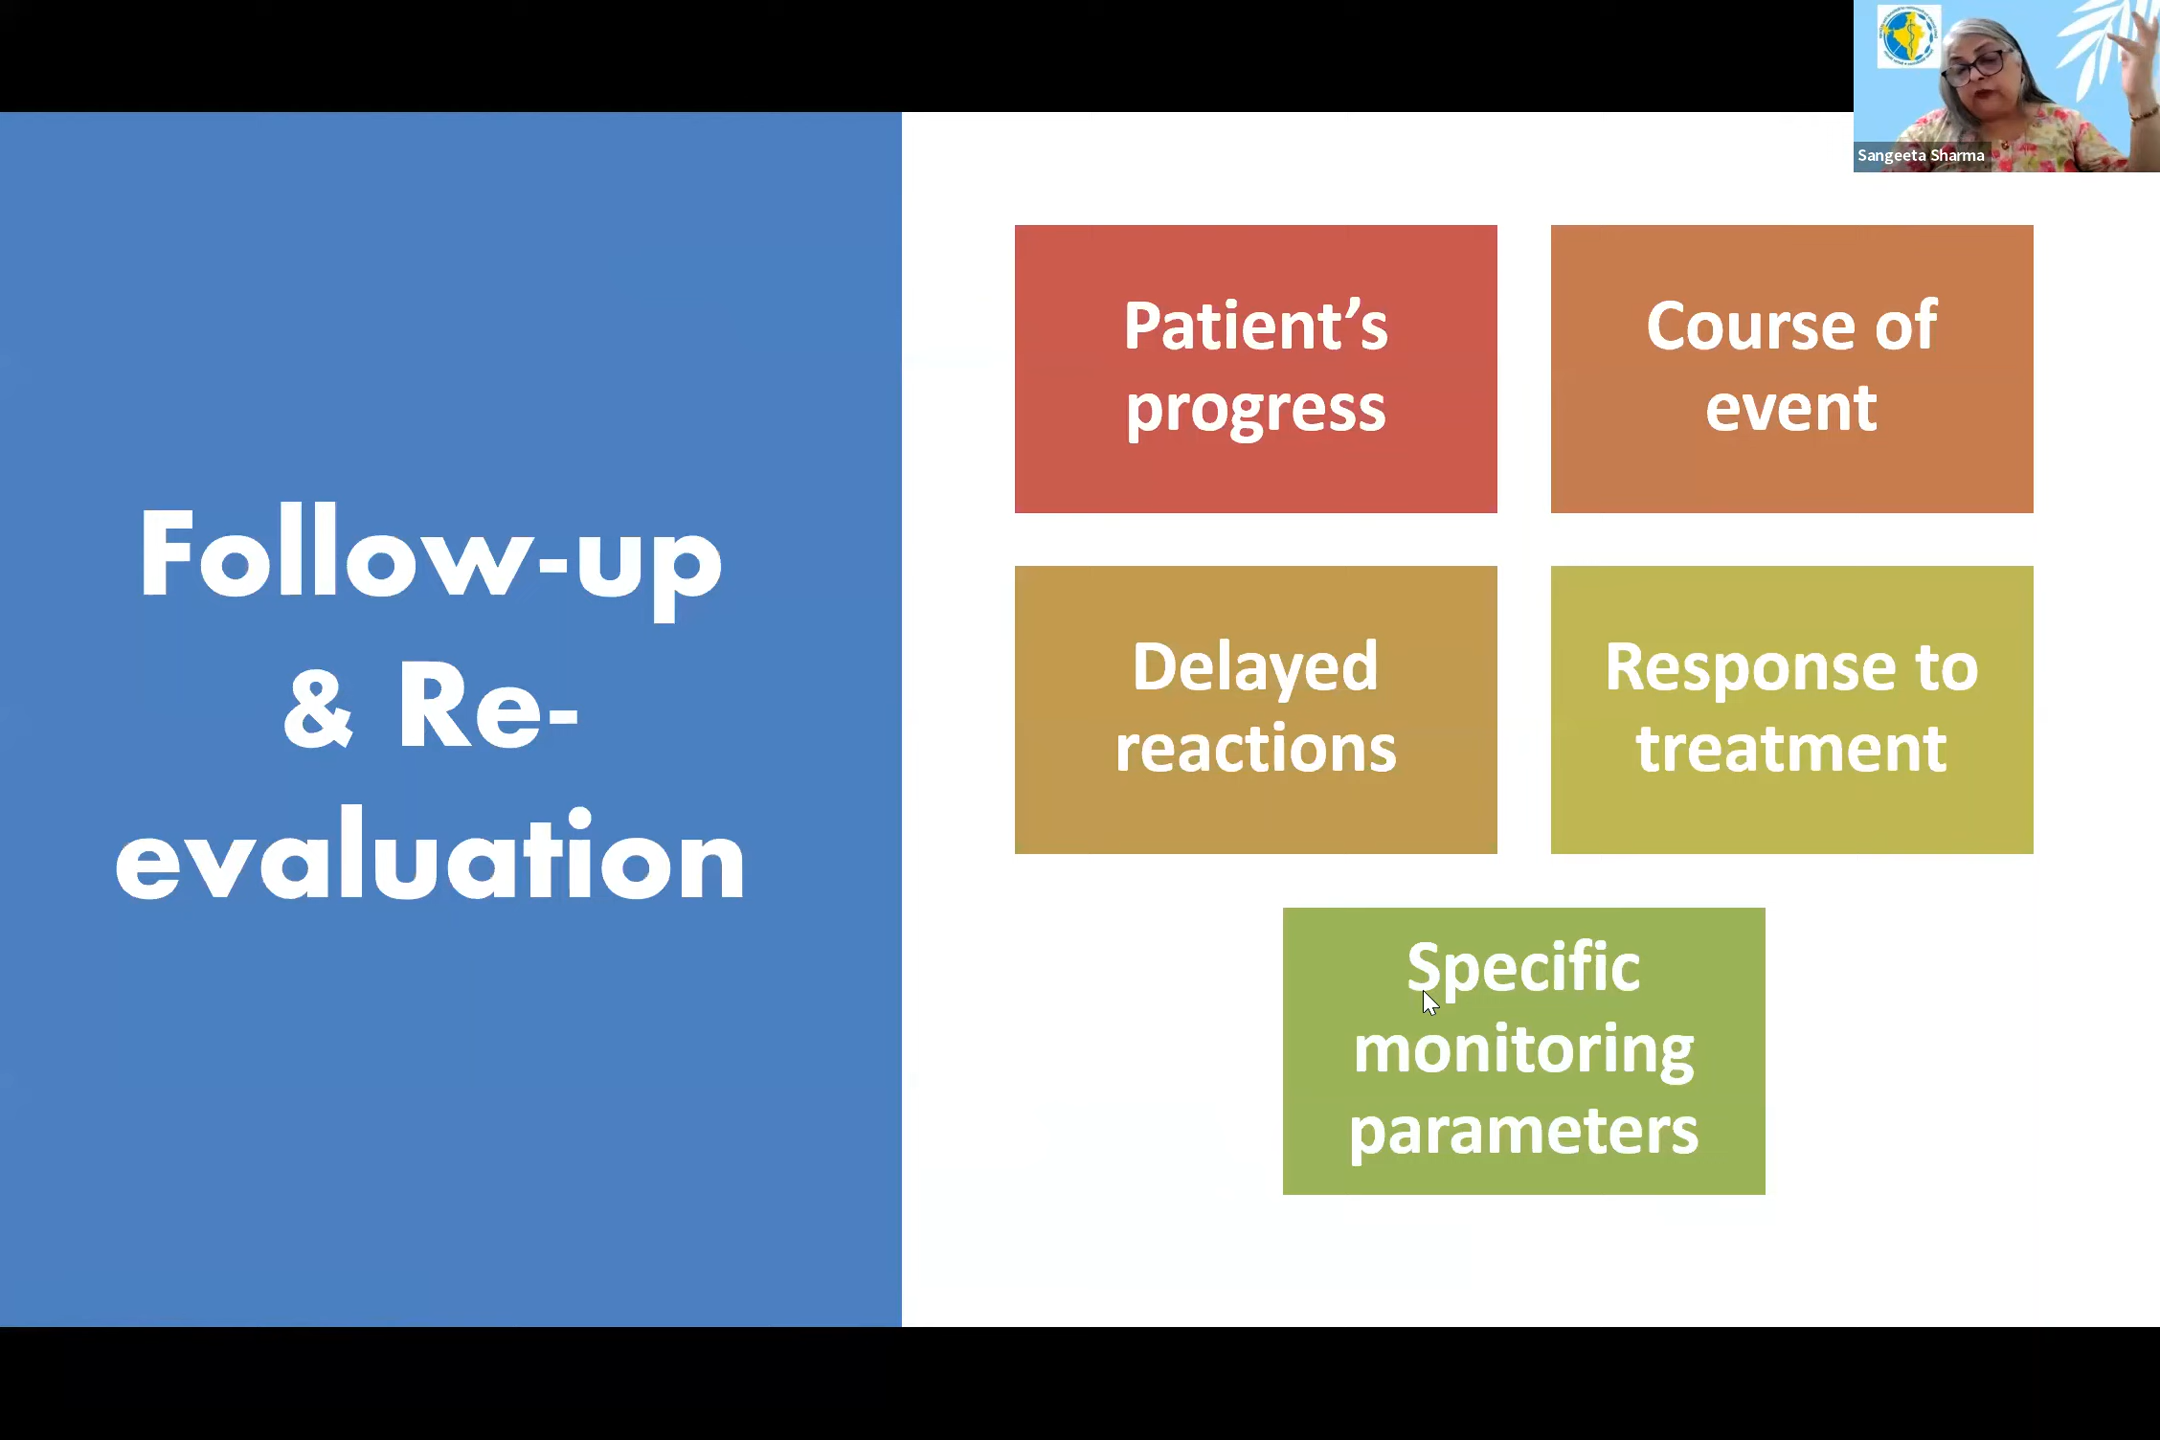 Sangeeta Sharma
Follow-up
& Re-
evaluation
Patient’s
progress
Course of
event
Delayed
reactions
Response to
treatment
Specific
monitoring
parameters